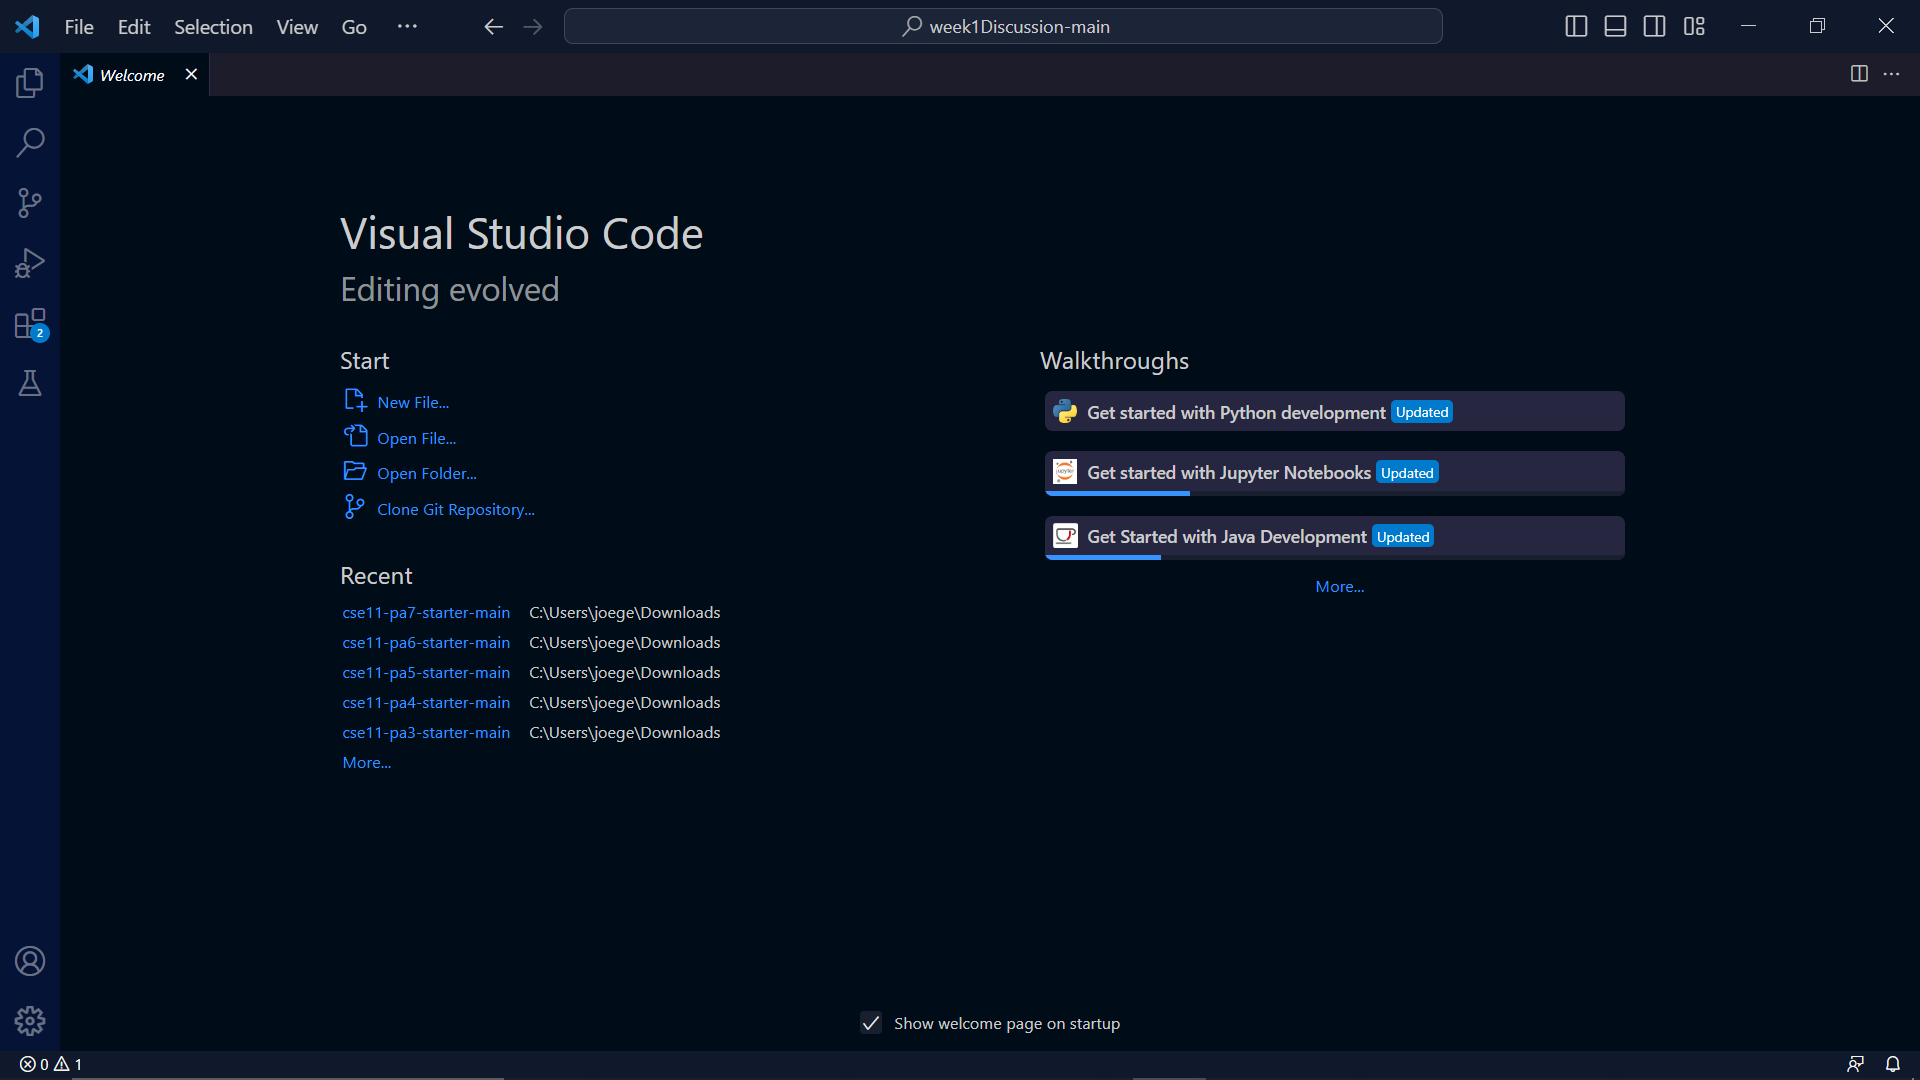 File Edit Selection View Go ··· week1Discussion-main
Welcome
Visual Studio Code
Editing evolved
Start
New File...
Open File...
Open Folder...
Clone Git Repository...
Recent
cse11-pa7-starter-main C:\Users\joege\Downloads
cse11-pa6-starter-main C:\Users\joege\Downloads
cse11-pa5-starter-main C:\Users\joege\Downloads
cse11-pa4-starter-main C:\Users\joege\Downloads
cse11-pa3-starter-main C:\Users\joege\Downloads
More...
Walkthroughs
Get started with Python development Updated
Get started with Jupyter Notebooks Updated
Get Started with Java Development Updated
More...
2
Show welcome page on startup
0 1